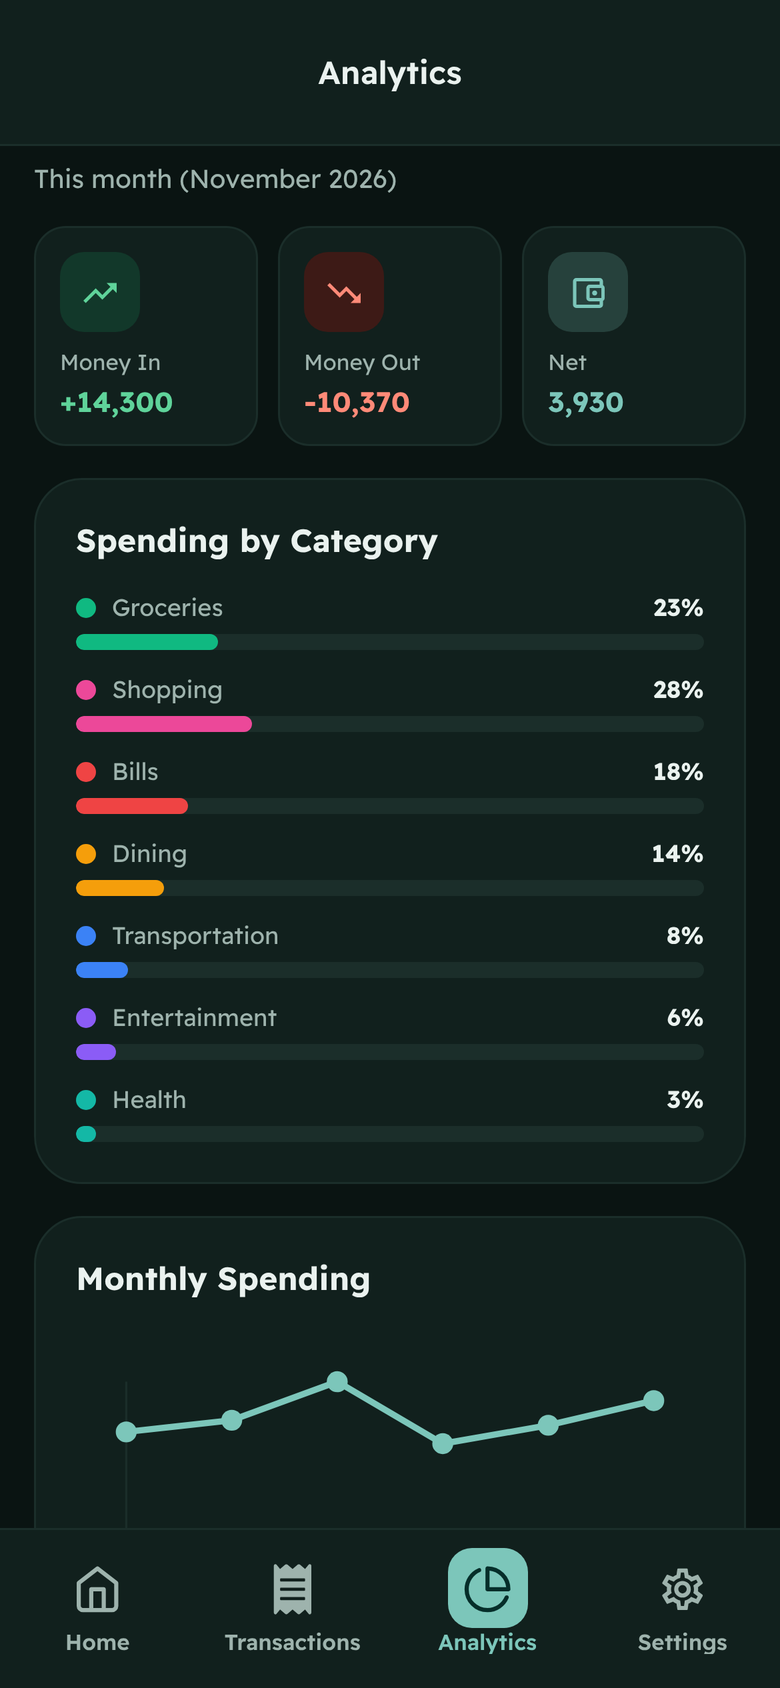 Analytics
This month (November 2026)
Money In
+14,300
Money Out
-10,370
Net
3,930
Spending by Category
Groceries 23%
Shopping 28%
Bills 18%
Dining 14%
Transportation 8%
Entertainment 6%
Health 3%
Monthly Spending
Home
Transactions
Analytics
Settings